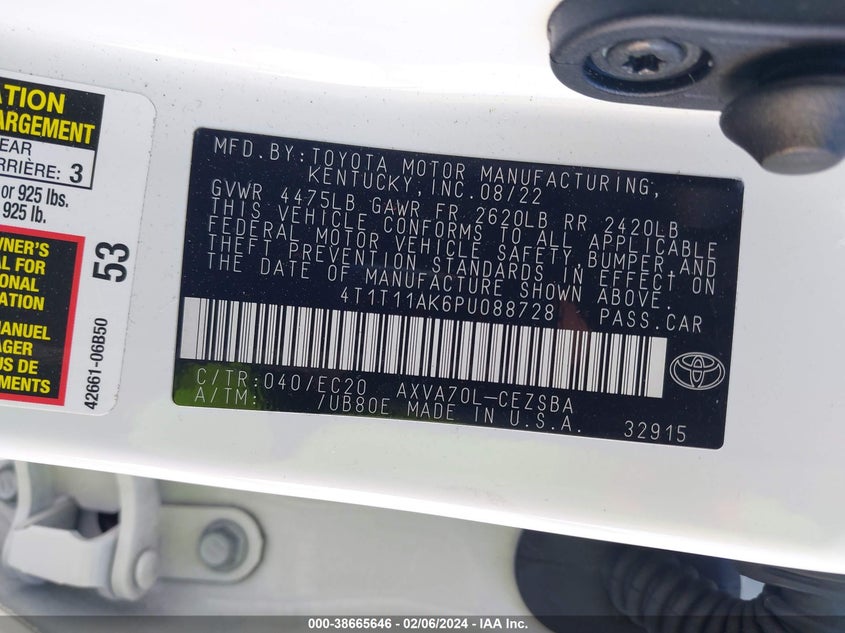 ATION
ARGEMENT
EAR
RRIÈRE: 3
or 925 lbs.
925 lb.
WNER'S
AL FOR
IONAL
ATION
MANUEL
AGER
US DE
EMENTS
42661-06B50
53
MFD.BY:TOYOTA MOTOR MANUFACTURING,
KENTUCKY,INC.08/22
GVWR 4475LB GAWR FR 2620LB RR 2420LB
THIS VEHICLE CONFORMS TO ALL APPLICABLE
FEDERAL MOTOR VEHICLE SAFETY,BUMPER,AND
THEFT PREVENTION STANDARDS IN EFFECT ON
THE DATE OF MANUFACTURE SHOWN ABOVE.
4T1T11AK6PU088728 PASS.CAR
C/TR:040/EC20 AXVA70L-CEZSBA
A/TM: /UB80E MADE IN U.S.A.
32915
000-38665646 — 02/06/2024 — IAA Inc.